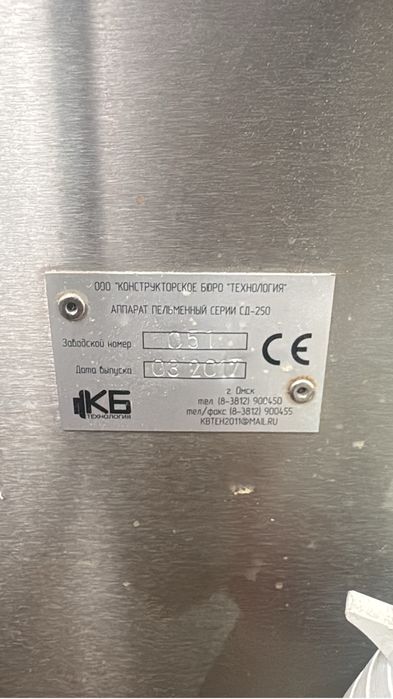 ООО "КОНСТРУКТОРСКОЕ БЮРО "ТЕХНОЛОГИЯ"
АППАРАТ ПЕЛЬМЕННЫЙ СЕРИИ СД-250
Заводской номер 051
CE
Дата выпуска 03 2017
КБ
ТЕХНОЛОГИЯ
г. Омск
тел (8-3812) 900450
тел/факс (8-3812) 900455
KBTEH2011@MAIL.RU